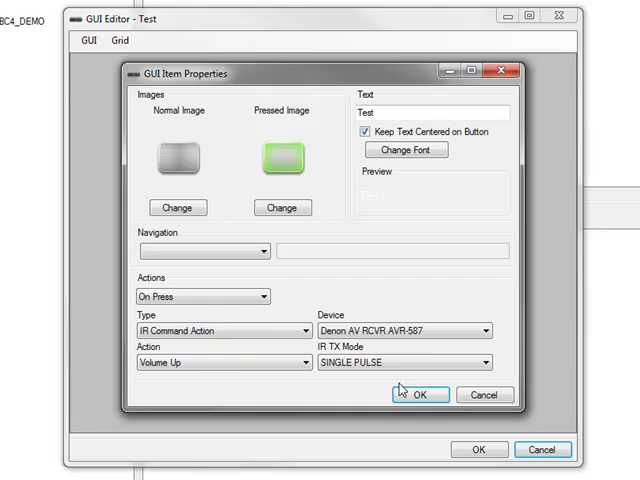 BC4_DEMO
GUI Editor - Test
GUI Grid
GUI Item Properties
Images
Text
Normal Image Pressed Image
Test
Keep Text Centered on Button
Change Font
Preview
Test
Change Change
Navigation
Actions
On Press
Type Device
IR Command Action Denon AV RCVR AVR-587
Action IR TX Mode
Volume Up SINGLE PULSE
OK Cancel
OK Cancel